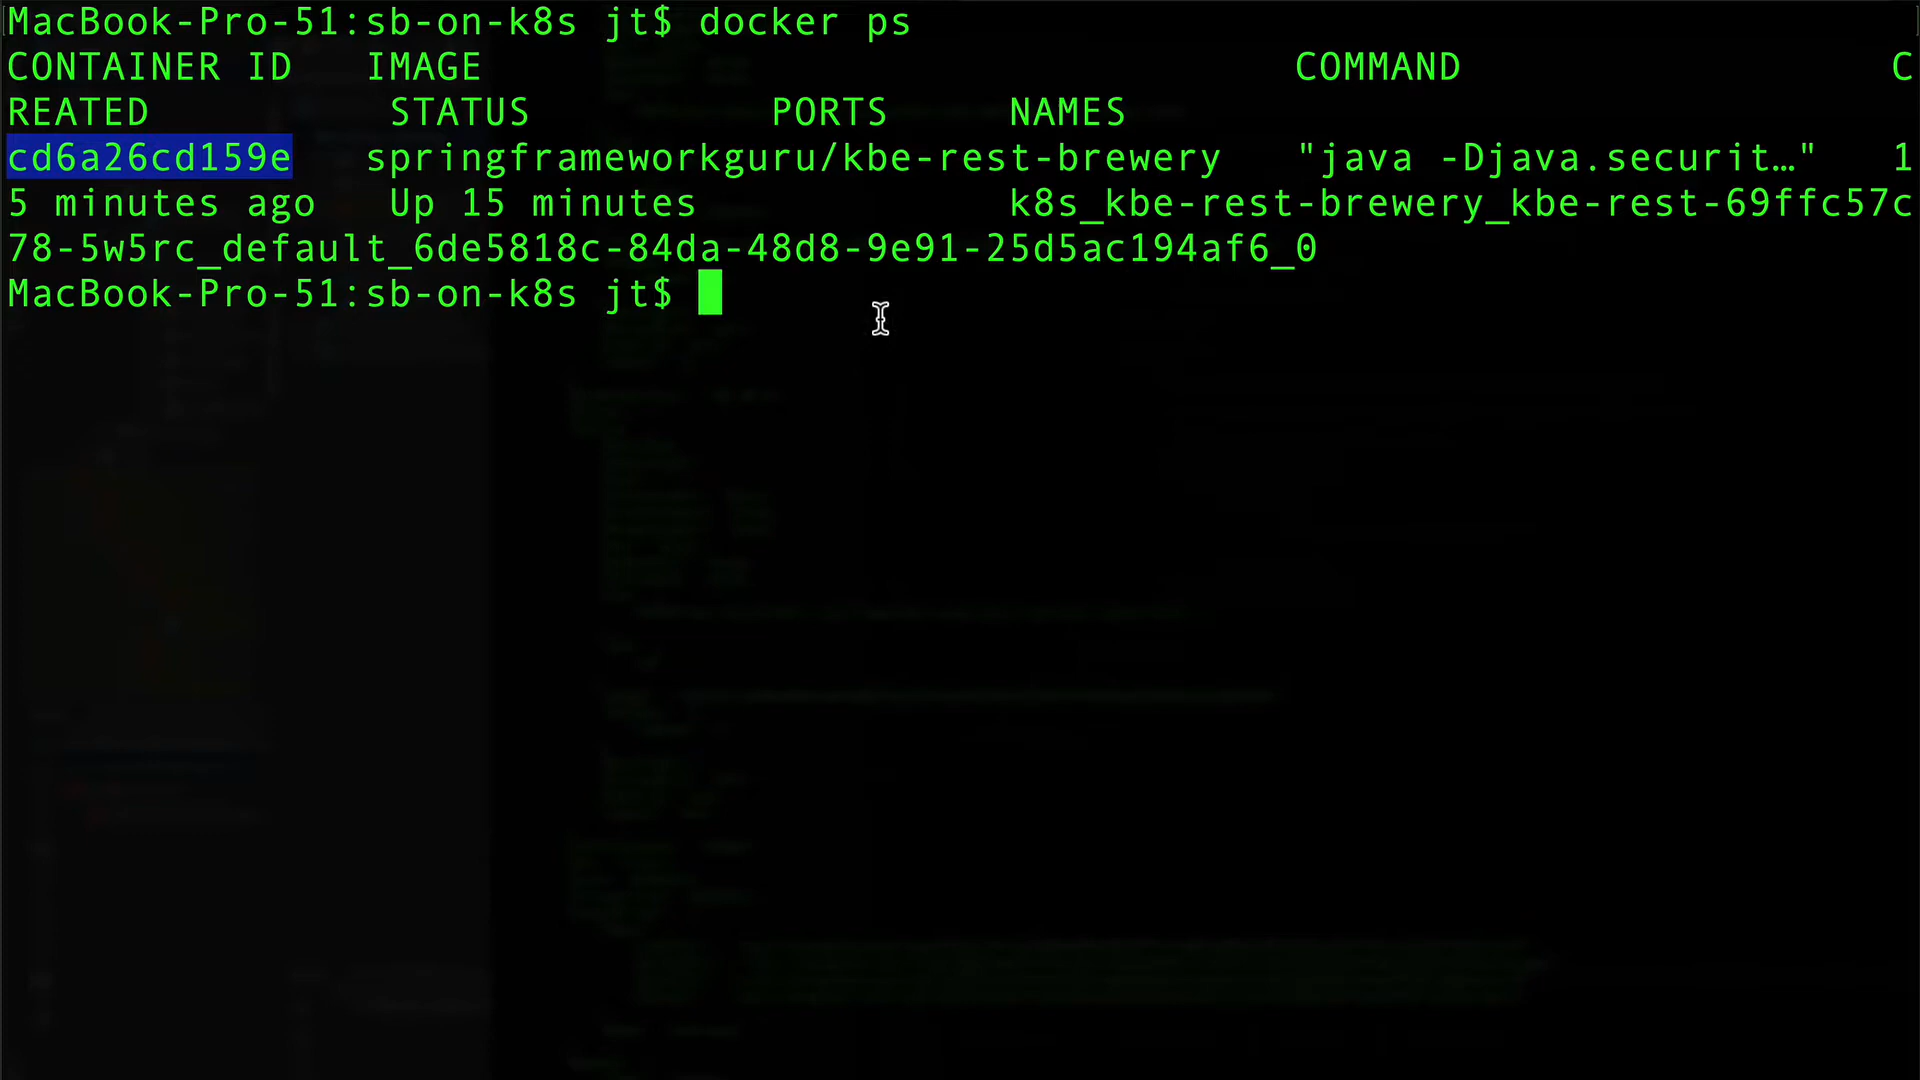 MacBook-Pro-51:sb-on-k8s jt$ docker ps
CONTAINER ID   IMAGE                                  COMMAND                  C
REATED          STATUS          PORTS     NAMES
cd6a26cd159e   springframeworkguru/kbe-rest-brewery   "java -Djava.securit…"   1
5 minutes ago   Up 15 minutes             k8s_kbe-rest-brewery_kbe-rest-69ffc57c
78-5w5rc_default_6de5818c-84da-48d8-9e91-25d5ac194af6_0
MacBook-Pro-51:sb-on-k8s jt$